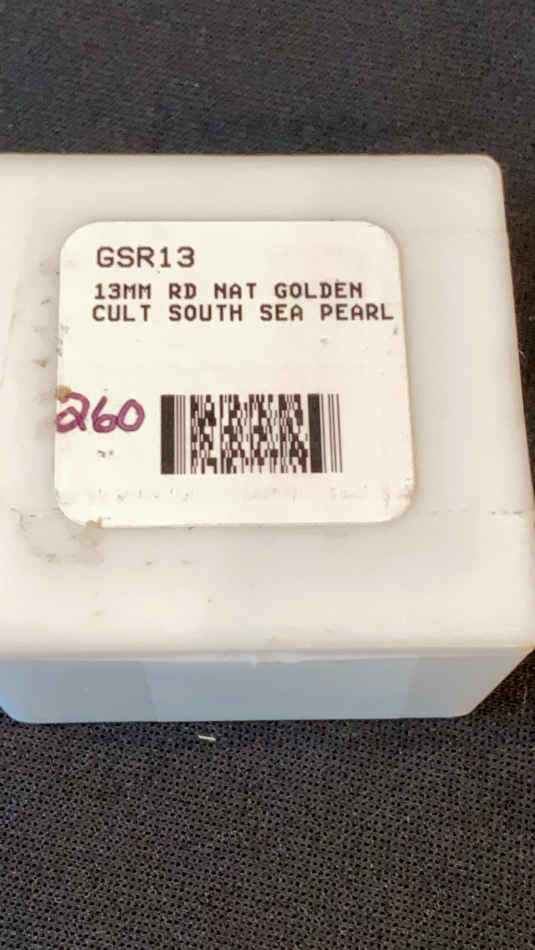 GSR13
13MM RD NAT GOLDEN
CULT SOUTH SEA PEARL
260